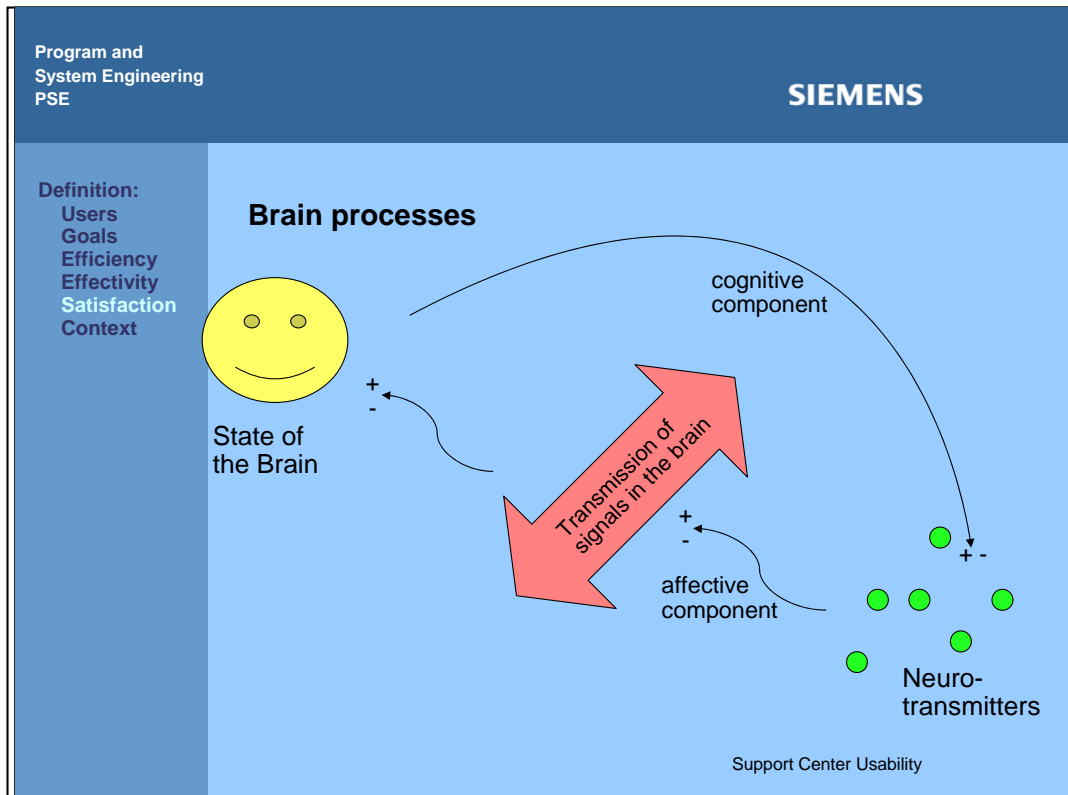 Program and
System Engineering
PSE
SIEMENS
Definition:
Users
Goals
Efficiency
Effectivity
Satisfaction
Context
Brain processes
cognitive
component
+
-
State of
the Brain
Transmission of
signals in the brain
+
-
affective
component
+ -
Neuro-
transmitters
Support Center Usability